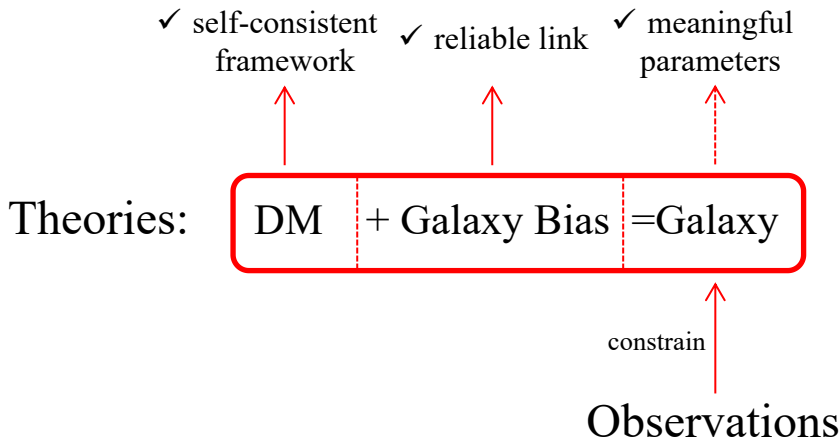 ✓ self-consistent framework
✓ reliable link
✓ meaningful parameters
Theories: DM + Galaxy Bias =Galaxy
constrain
Observations